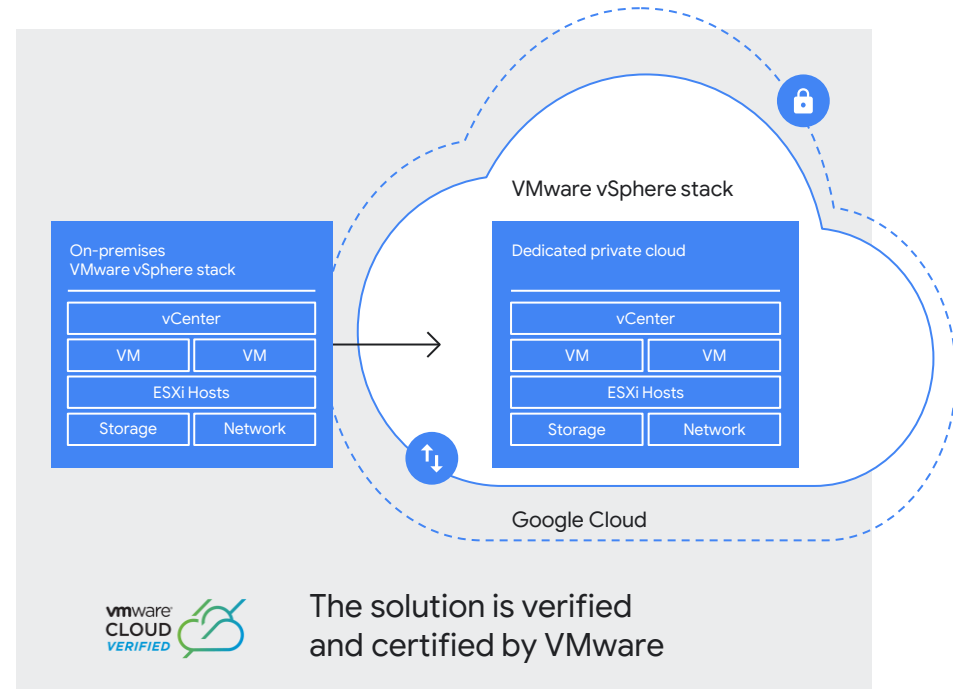 VMware vSphere stack
On-premises
VMware vSphere stack
vCenter
VM VM
ESXi Hosts
Storage Network
Dedicated private cloud
vCenter
VM VM
ESXi Hosts
Storage Network
Google Cloud
vmware
CLOUD
VERIFIED
The solution is verified
and certified by VMware